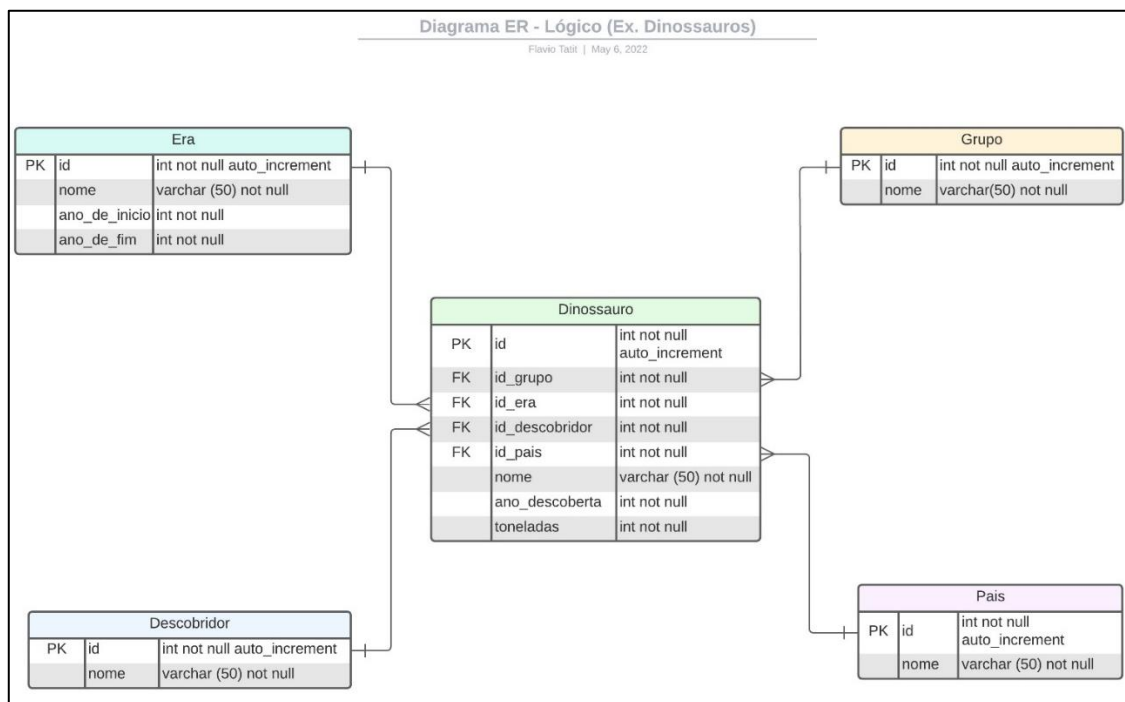 Diagrama ER - Lógico (Ex. Dinossauros)
Flavio Tatit | May 6, 2022
Era
PK id int not null auto_increment
nome varchar (50) not null
ano_de_inicio int not null
ano_de_fim int not null
Grupo
PK id int not null auto_increment
nome varchar(50) not null
Dinossauro
PK id int not null
auto_increment
FK id_grupo int not null
FK id_era int not null
FK id_descobridor int not null
FK id_pais int not null
nome varchar (50) not null
ano_descoberta int not null
toneladas int not null
Descobridor
PK id int not null auto_increment
nome varchar (50) not null
Pais
PK id int not null
auto_increment
nome varchar (50) not null